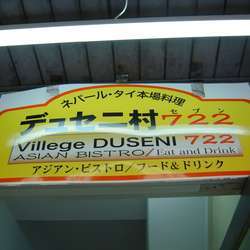 ネパール・タイ本場料理
セブン
デュセニ村722
Villege DUSENI 722
ASIAN BISTRO/Eat and Drink
アジアン・ビストロ/フード&ドリンク